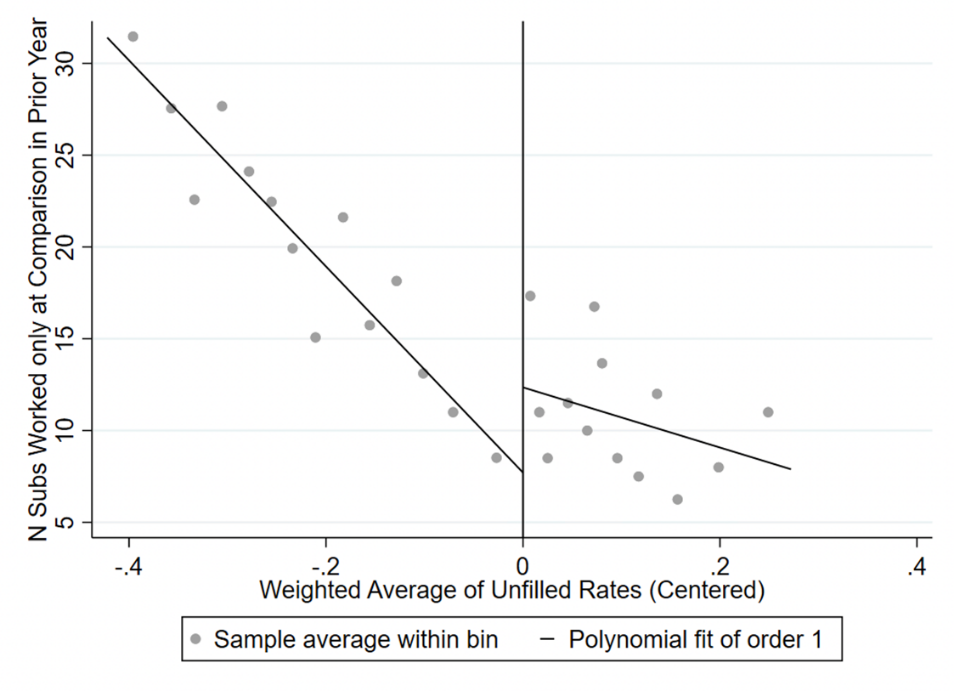 N Subs Worked only at Comparison in Prior Year
30
25
20
15
10
5
-.4 -.2 0 .2 .4
Weighted Average of Unfilled Rates (Centered)
Sample average within bin Polynomial fit of order 1